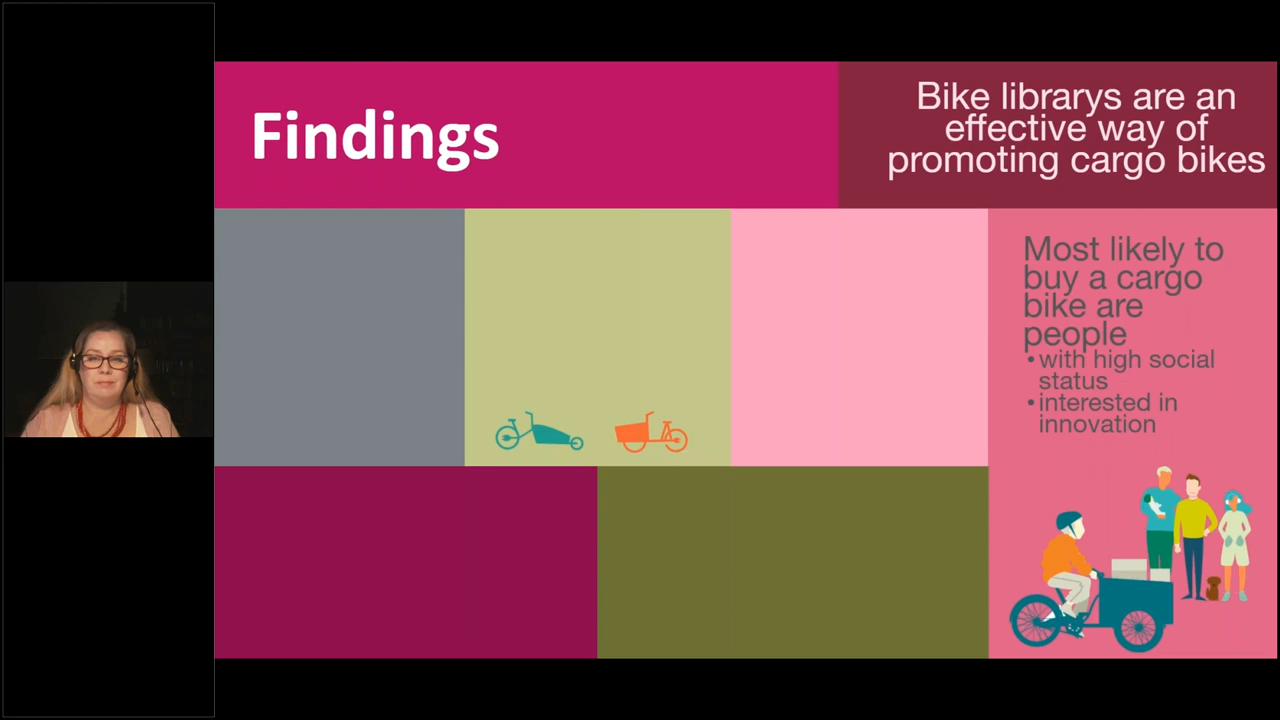 Findings
Bike librarys are an
effective way of
promoting cargo bikes
Most likely to
buy a cargo
bike are
people
•with high social
status
•interested in
innovation